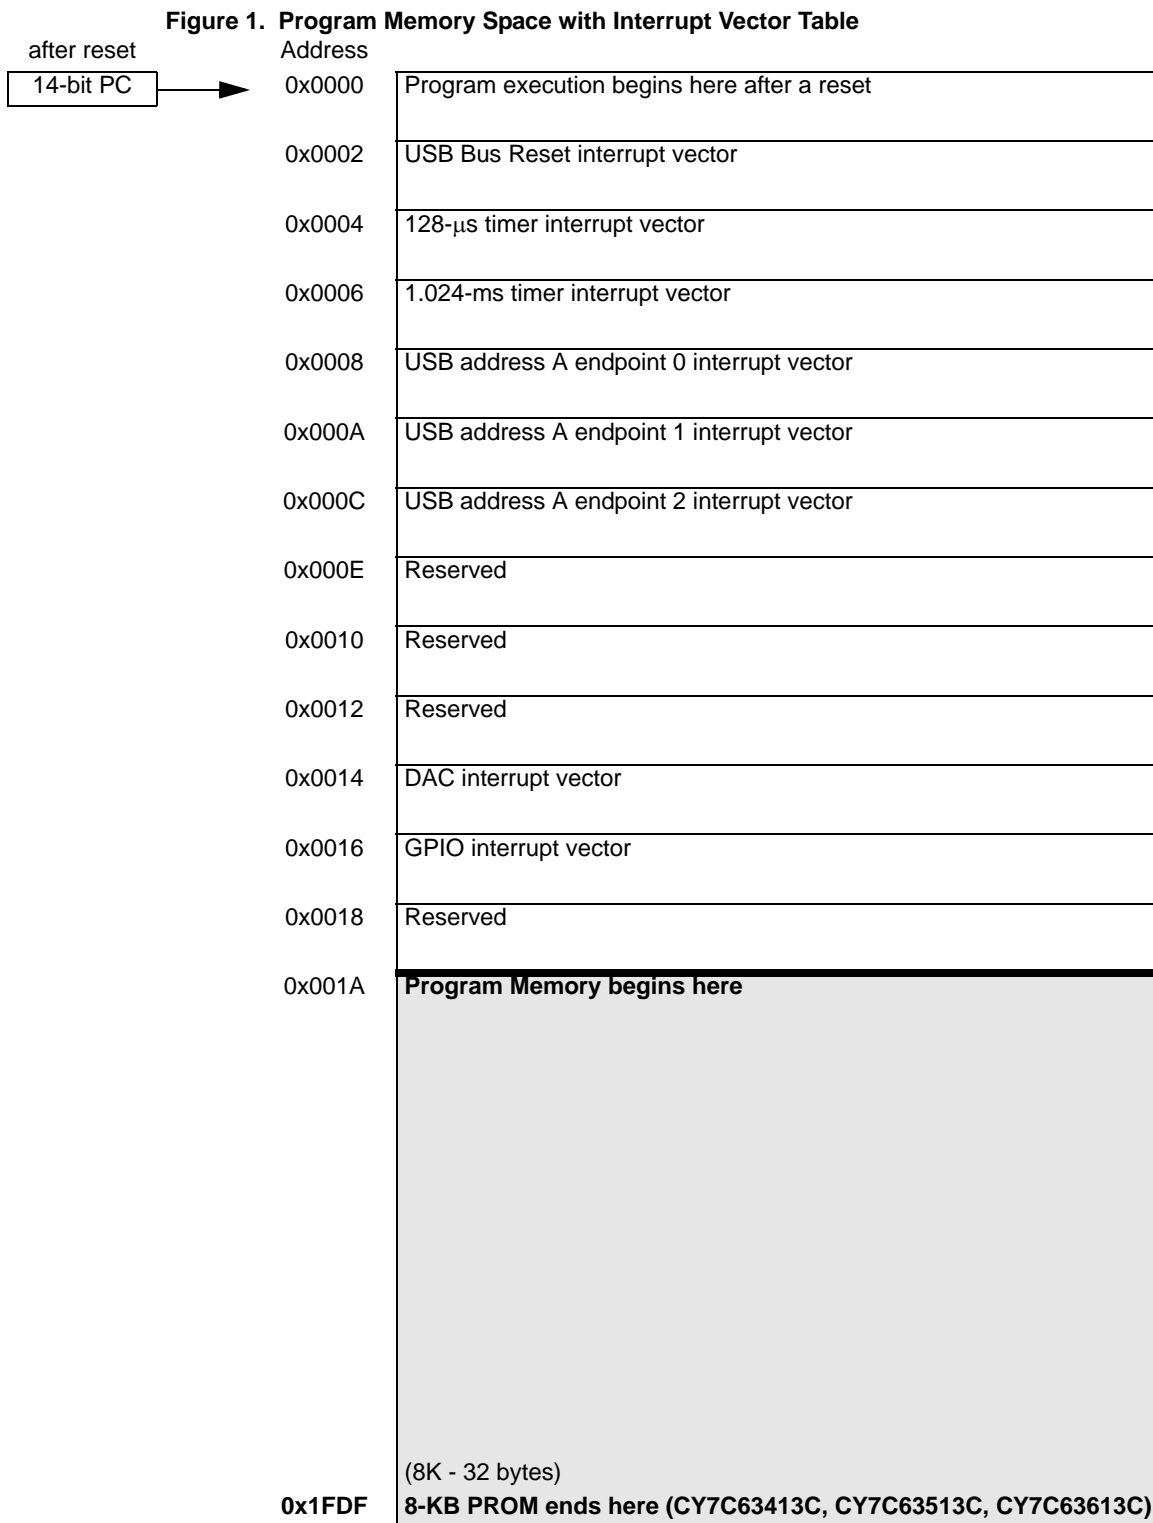 Figure 1. Program Memory Space with Interrupt Vector Table
after reset Address
14-bit PC 0x0000 Program execution begins here after a reset
0x0002 USB Bus Reset interrupt vector
0x0004 128-μs timer interrupt vector
0x0006 1.024-ms timer interrupt vector
0x0008 USB address A endpoint 0 interrupt vector
0x000A USB address A endpoint 1 interrupt vector
0x000C USB address A endpoint 2 interrupt vector
0x000E Reserved
0x0010 Reserved
0x0012 Reserved
0x0014 DAC interrupt vector
0x0016 GPIO interrupt vector
0x0018 Reserved
0x001A Program Memory begins here
(8K - 32 bytes)
0x1FDF 8-KB PROM ends here (CY7C63413C, CY7C63513C, CY7C63613C)